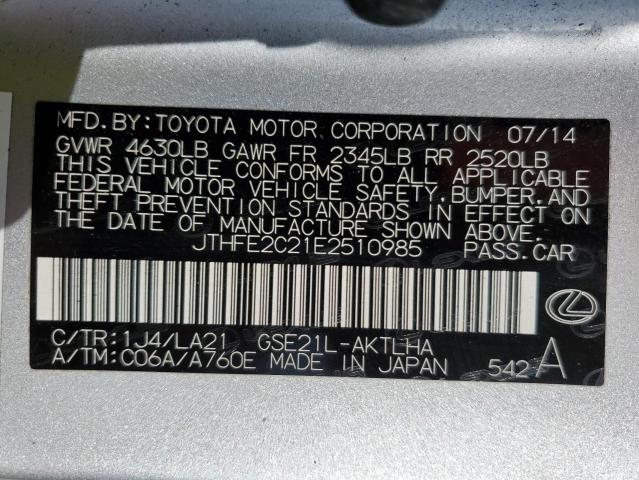 MFD.BY:TOYOTA MOTOR CORPORATION 07/14
GVWR 4630LB GAWR FR 2345LB RR 2520LB
THIS VEHICLE CONFORMS TO ALL APPLICABLE
FEDERAL MOTOR VEHICLE SAFETY,BUMPER,AND
THEFT PREVENTION STANDARDS IN EFFECT ON
THE DATE OF MANUFACTURE SHOWN ABOVE.
JTHFE2C21E2510985 PASS.CAR
C/TR:1J4/LA21 GSE21L-AKTLHA
A/TM:C06A/A760E MADE IN JAPAN 542 A